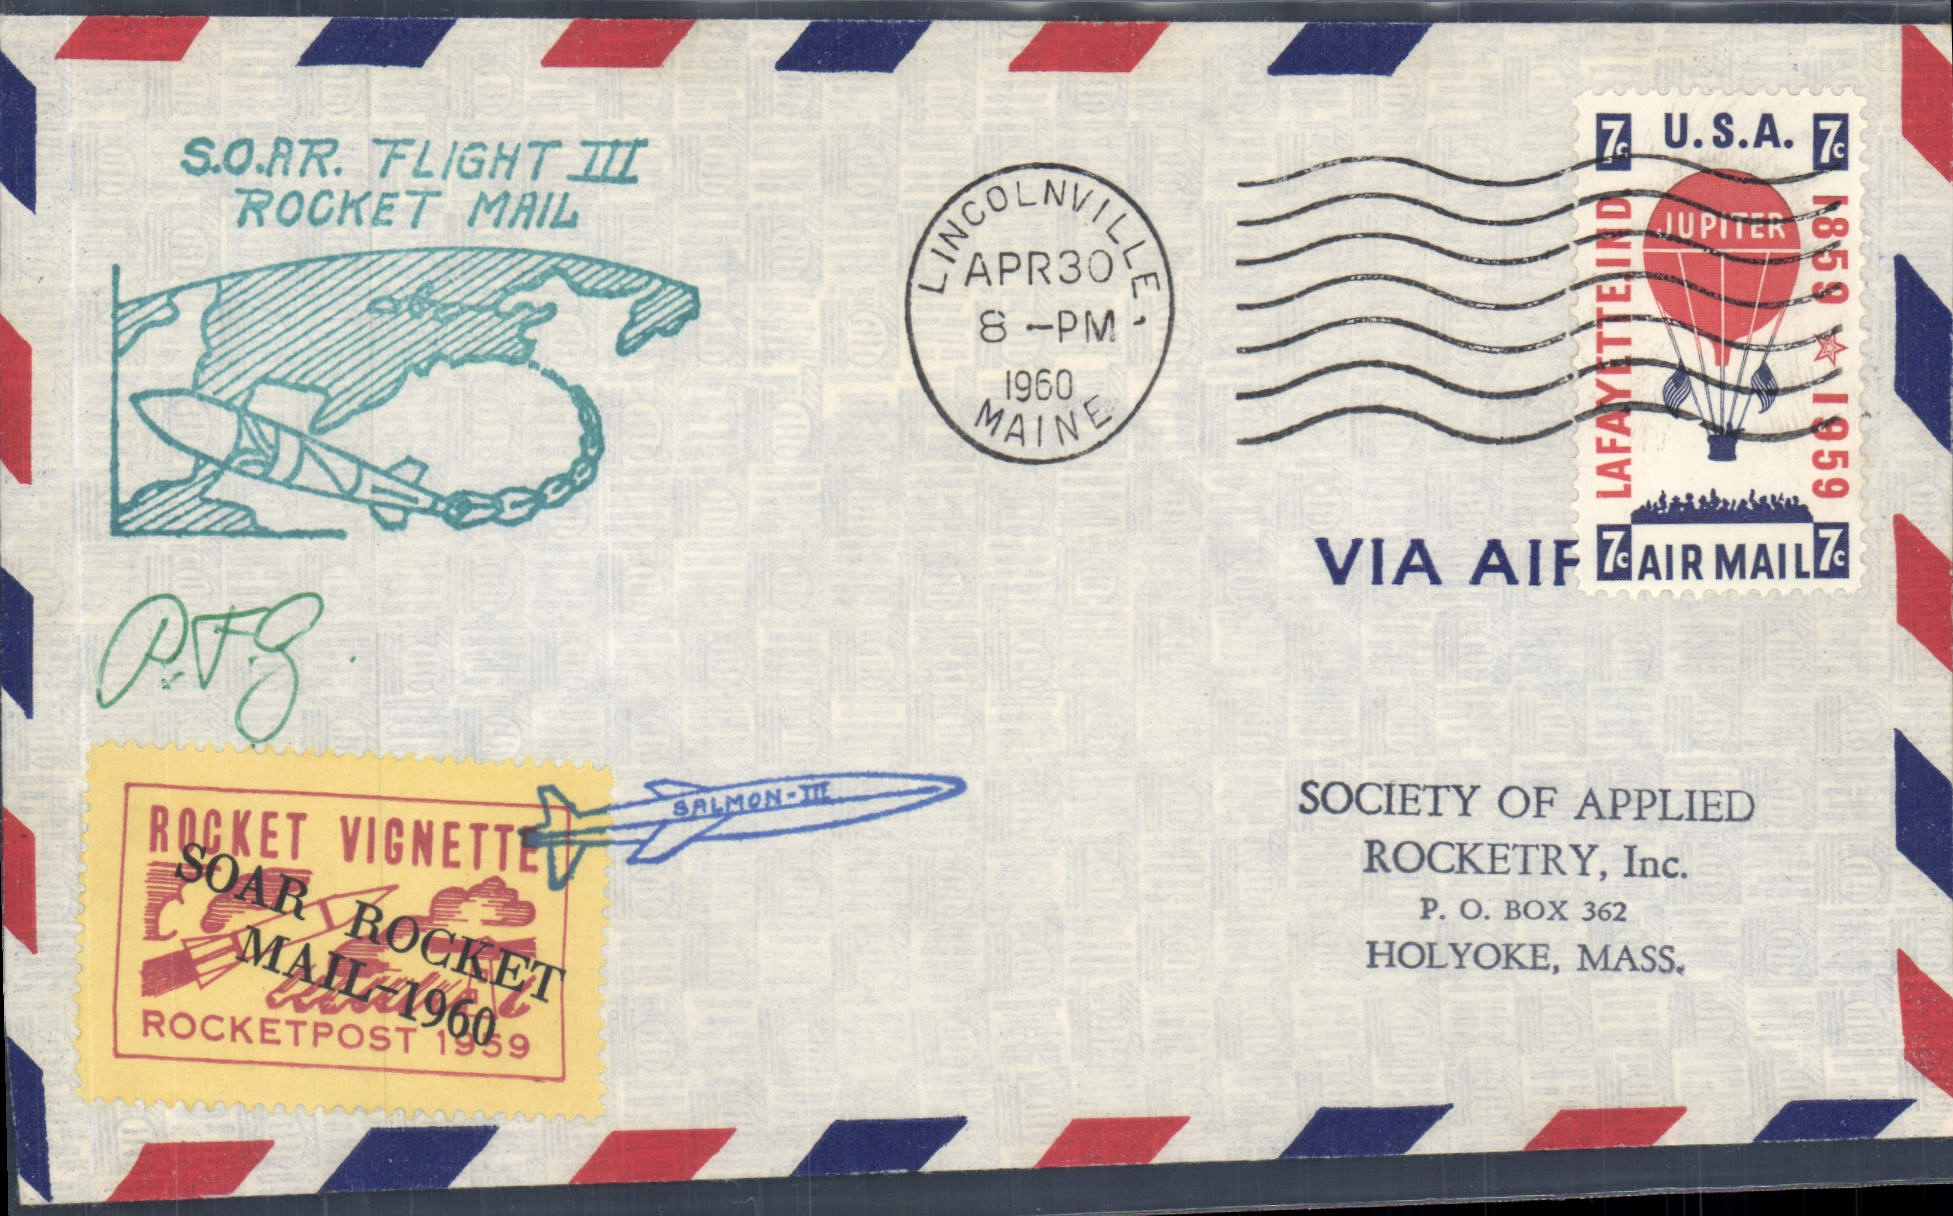 S.O.A.R. FLIGHT III
ROCKET MAIL
LINCOLNVILLE
APR 30
8 - PM
1960
MAINE
7c U.S.A. 7c
JUPITER
LAFAYETTE, IND.
1859 ★ 1959
7c AIR MAIL 7c
VIA AIR
SALMON-III
ROCKET VIGNETTE
SOAR ROCKET
MAIL-1960
ROCKETPOST 1959
SOCIETY OF APPLIED
ROCKETRY, Inc.
P. O. BOX 362
HOLYOKE, MASS.